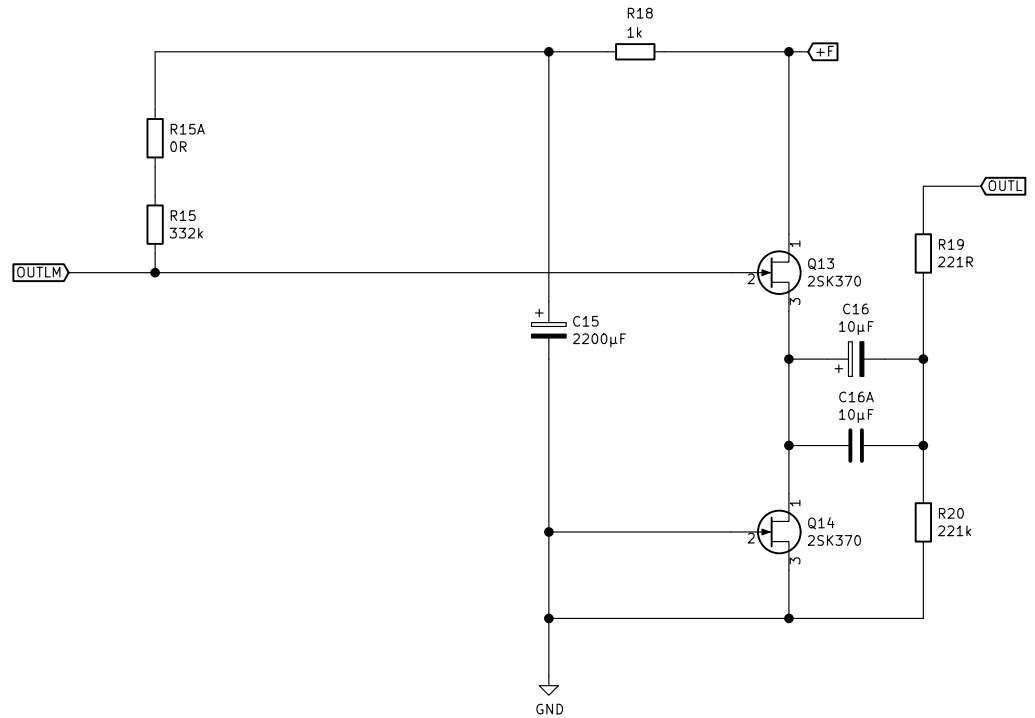 R18
1k
+F
R15A
0R
OUTL
R15
332k
R19
221R
OUTLM
1
Q13
2SK370
2
3
C16
10µF
+
+
C15
2200µF
C16A
10µF
1
R20
221k
Q14
2SK370
2
3
GND